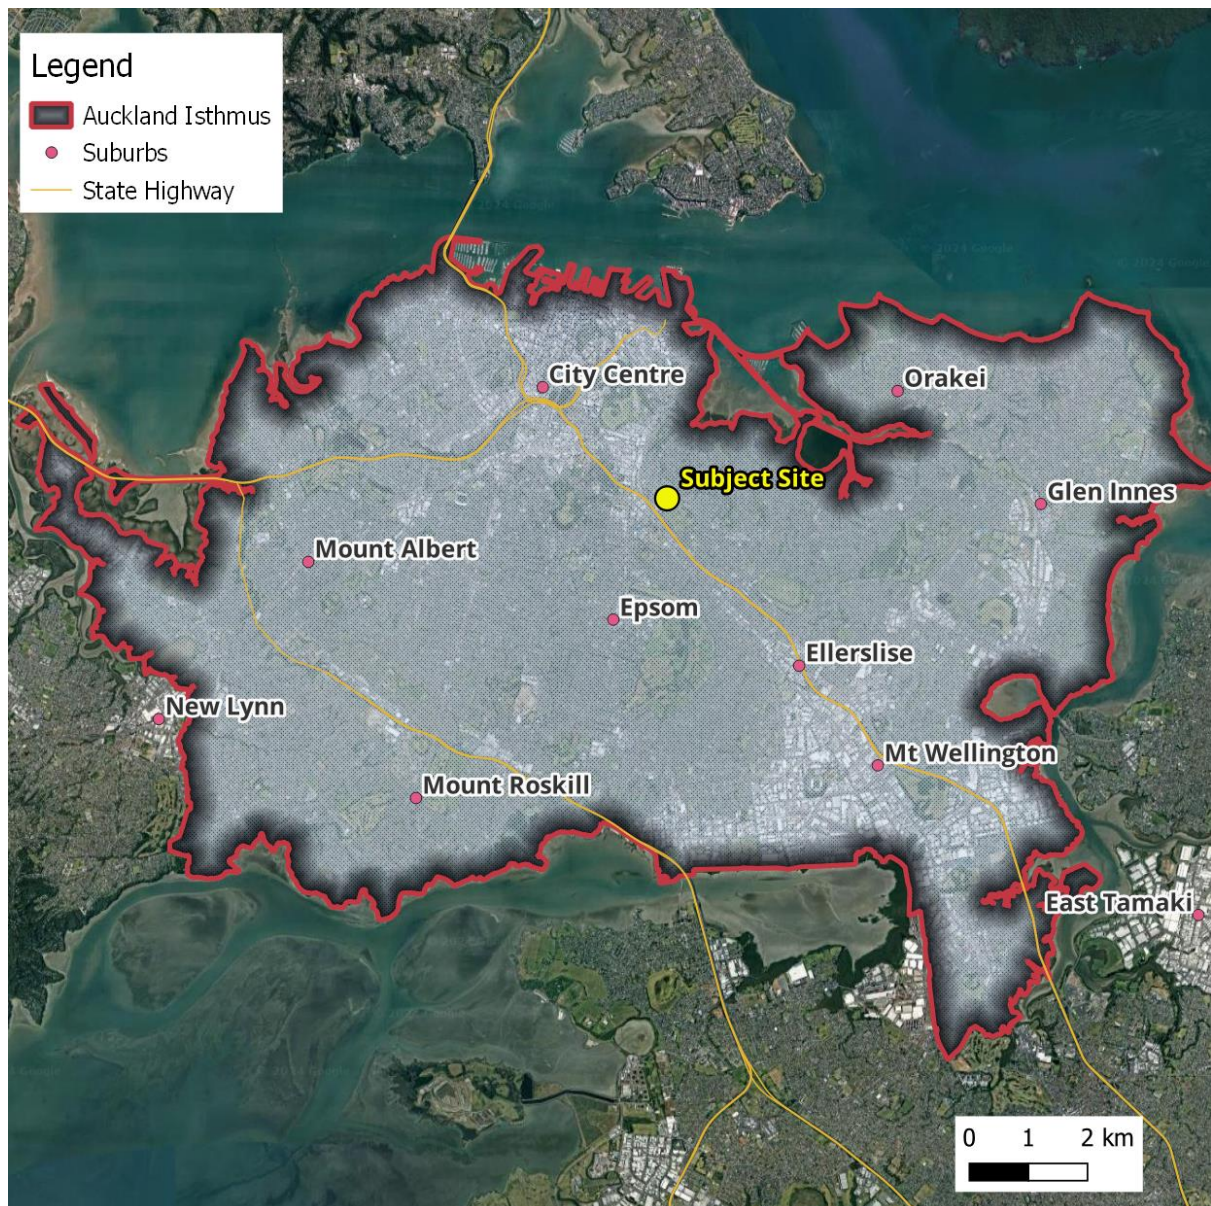 Legend
Auckland Isthmus
Suburbs
State Highway
City Centre
Orakei
Subject Site
Glen Innes
Mount Albert
Epsom
Ellerslise
New Lynn
Mt Wellington
Mount Roskill
East Tamaki
0 1 2 km